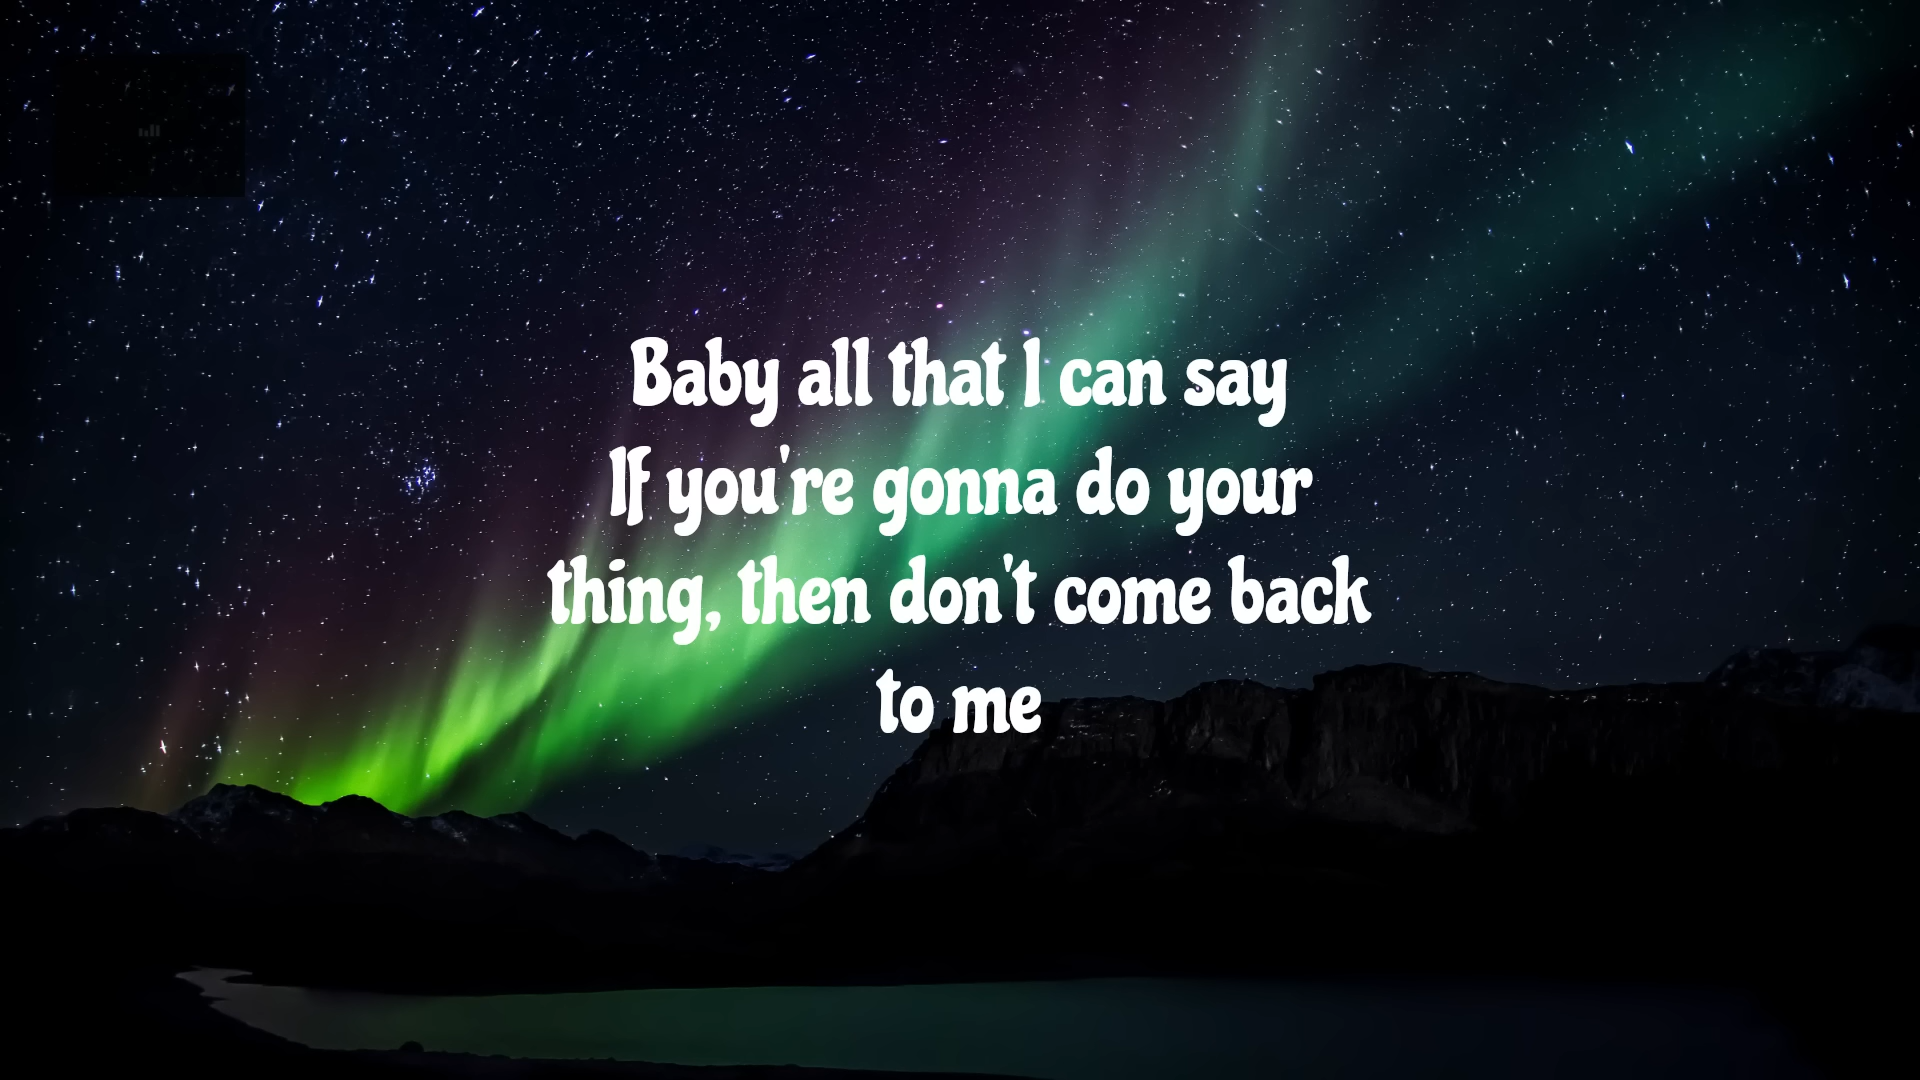 Baby all that I can say
If you're gonna do your
thing, then don't come back
to me